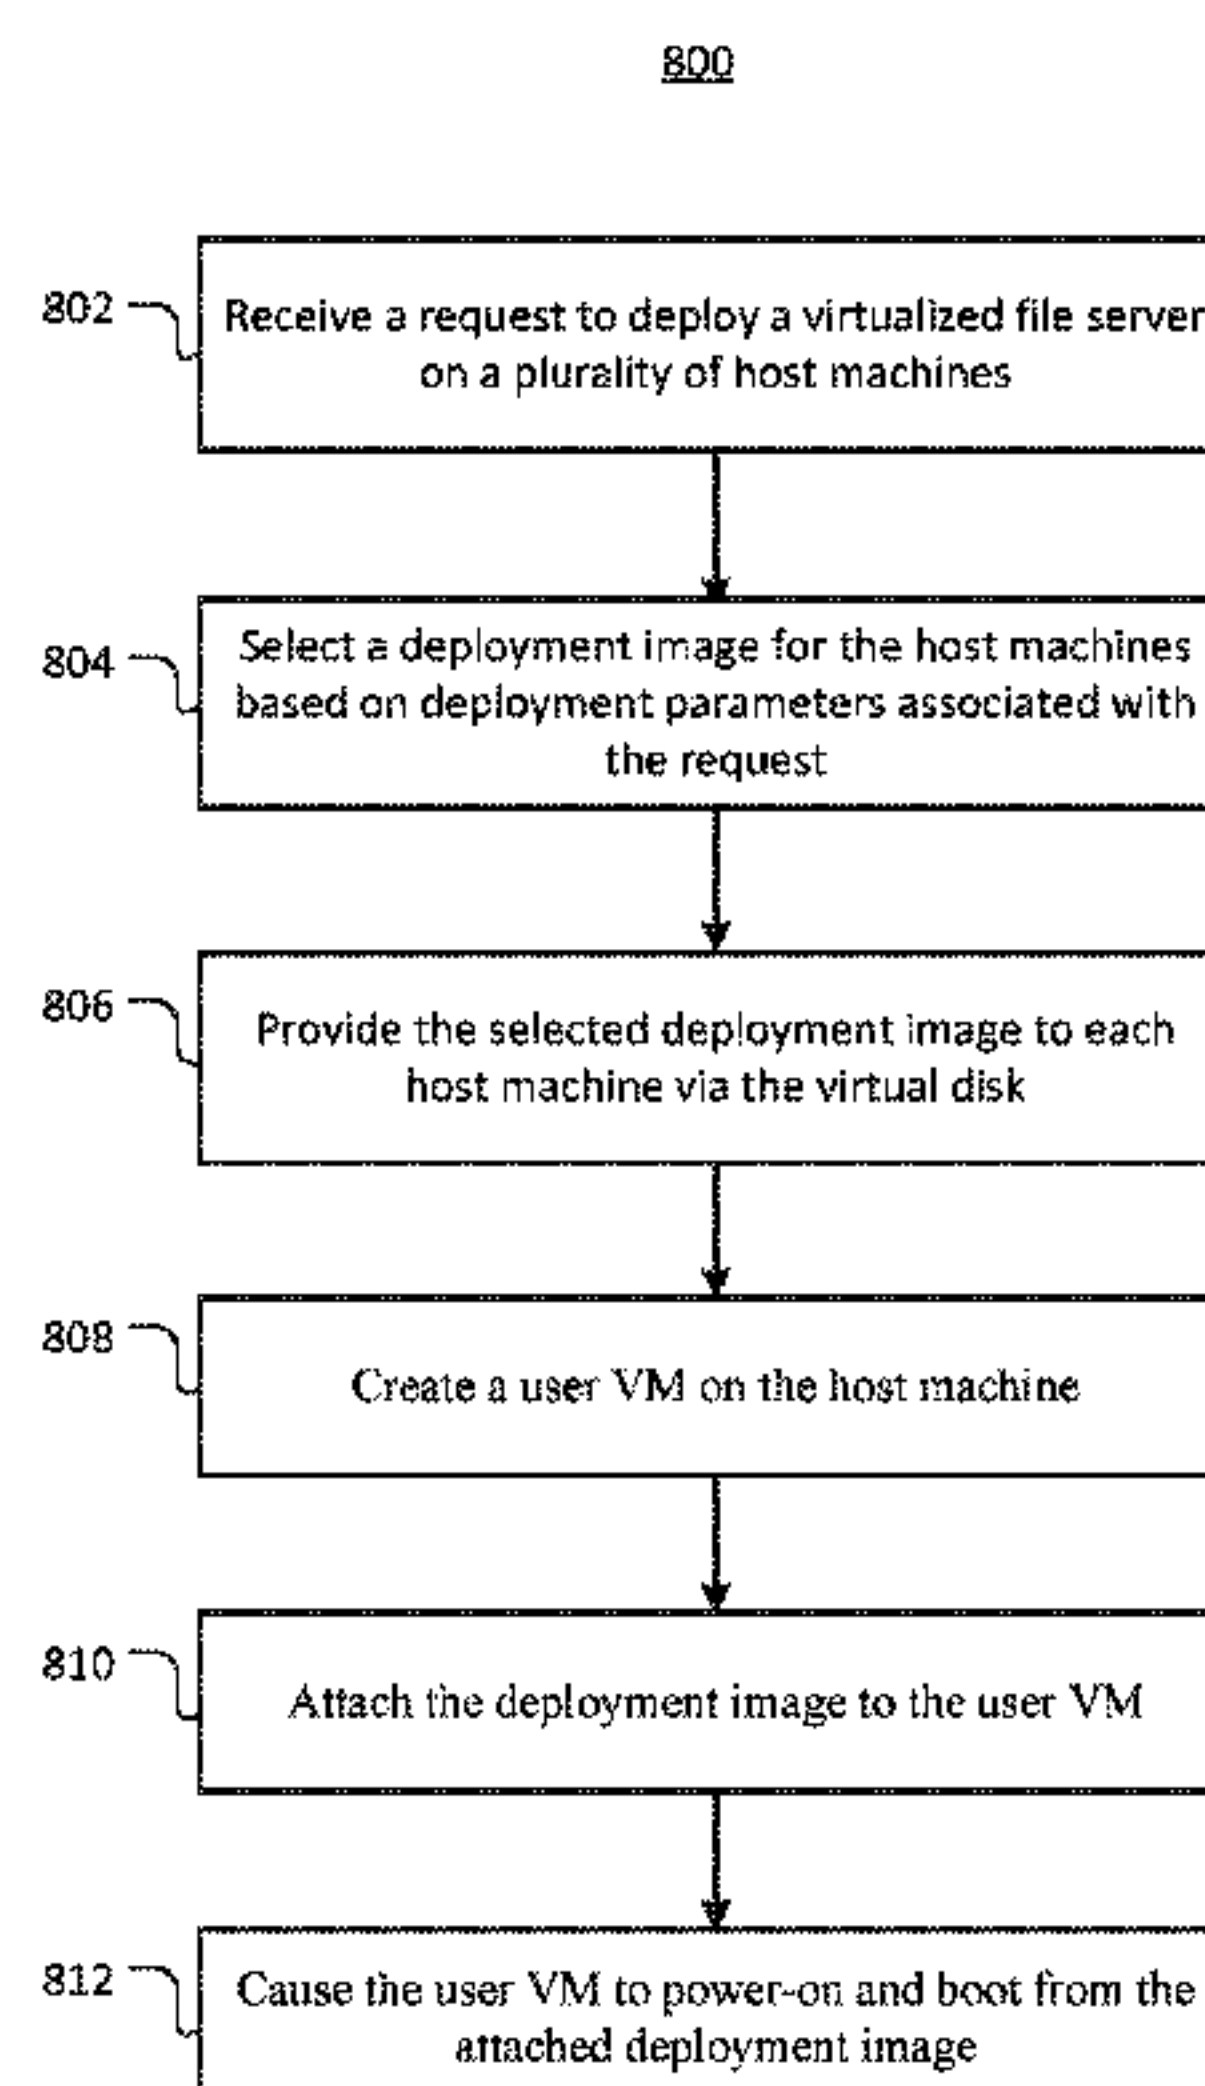 800
802
Receive a request to deploy a virtualized file server
on a plurality of host machines
804
Select a deployment image for the host machines
based on deployment parameters associated with
the request
806
Provide the selected deployment image to each
host machine via the virtual disk
808
Create a user VM on the host machine
810
Attach the deployment image to the user VM
812
Cause the user VM to power-on and boot from the
attached deployment image